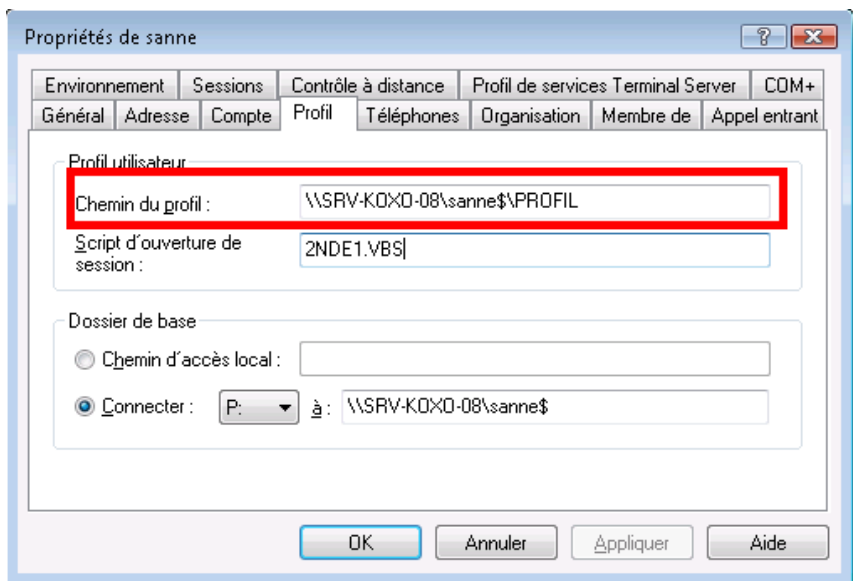 Propriétés de sanne
Environnement Sessions Contrôle à distance Profil de services Terminal Server COM+
Général Adresse Compte Profil Téléphones Organisation Membre de Appel entrant
Profil utilisateur
Chemin du profil : \\SRV-KOXO-08\sanne$\PROFIL
Script d'ouverture de
session : 2NDE1.VBS
Dossier de base
Chemin d'accès local :
Connecter : P: à : \\SRV-KOXO-08\sanne$
OK Annuler Appliquer Aide